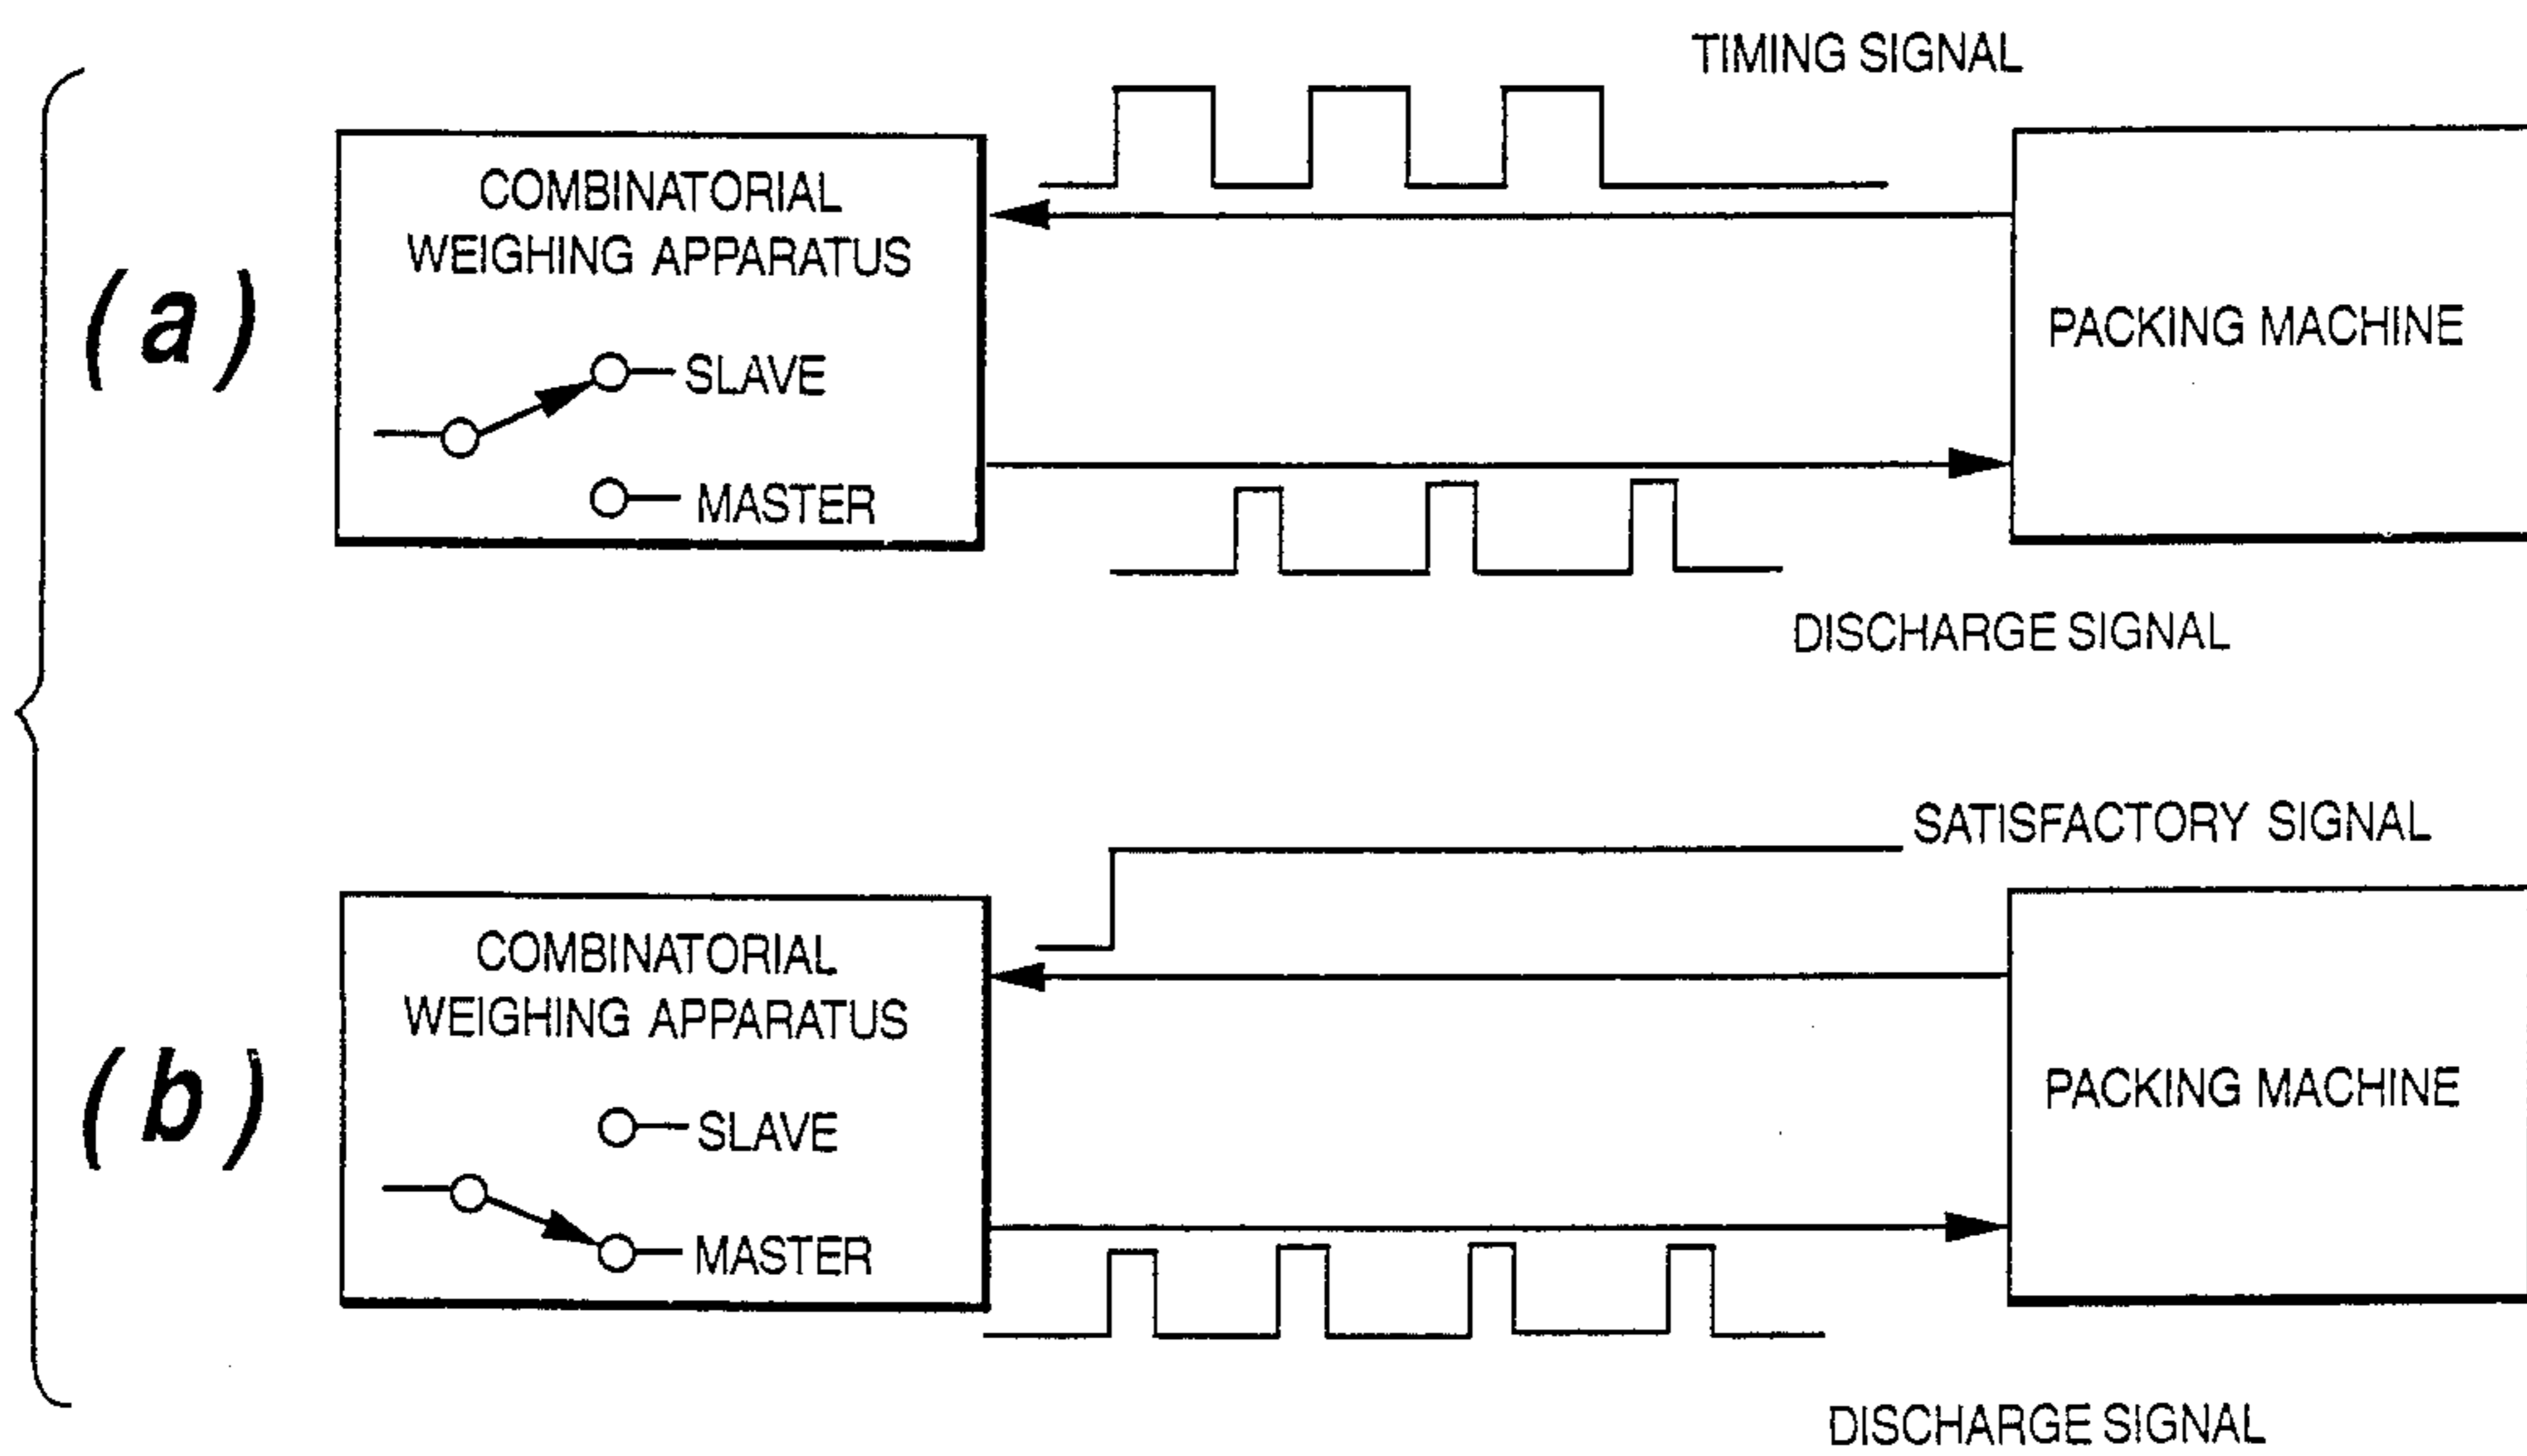 TIMING SIGNAL
(a)
COMBINATORIAL
WEIGHING APPARATUS
SLAVE
MASTER
PACKING MACHINE
DISCHARGE SIGNAL
SATISFACTORY SIGNAL
(b)
COMBINATORIAL
WEIGHING APPARATUS
SLAVE
MASTER
PACKING MACHINE
DISCHARGE SIGNAL